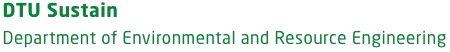 DTU Sustain
Department of Environmental and Resource Engineering